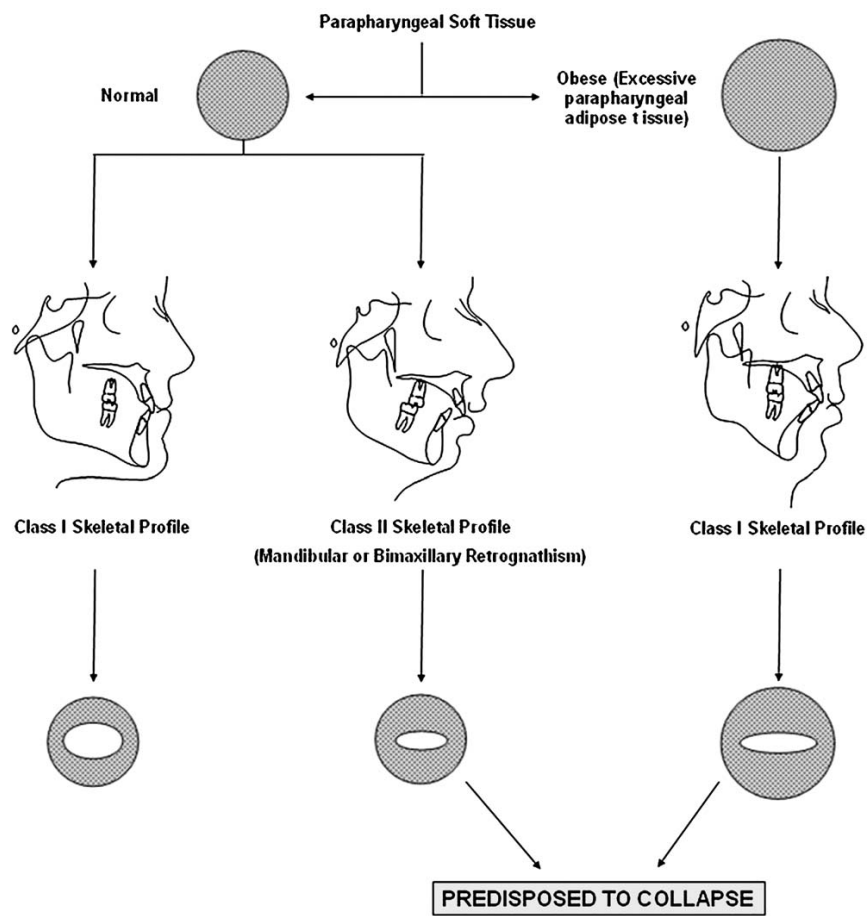 Parapharyngeal Soft Tissue
Normal
Obese (Excessive
parapharyngeal
adipose tissue)
Class I Skeletal Profile
Class II Skeletal Profile
(Mandibular or Bimaxillary Retrognathism)
Class I Skeletal Profile
PREDISPOSED TO COLLAPSE